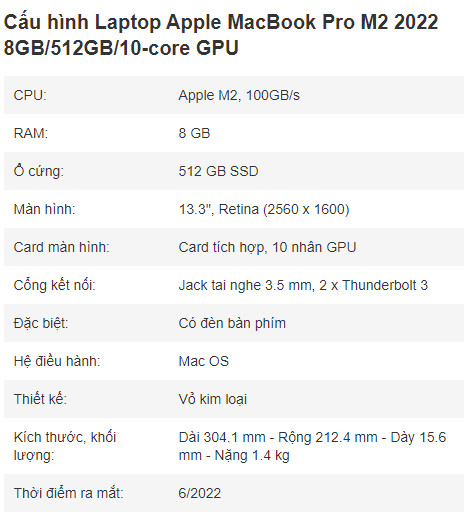 Cấu hình Laptop Apple MacBook Pro M2 2022
8GB/512GB/10-core GPU
CPU: Apple M2, 100GB/s
RAM: 8 GB
Ổ cứng: 512 GB SSD
Màn hình: 13.3", Retina (2560 x 1600)
Card màn hình: Card tích hợp, 10 nhân GPU
Cổng kết nối: Jack tai nghe 3.5 mm, 2 x Thunderbolt 3
Đặc biệt: Có đèn bàn phím
Hệ điều hành: Mac OS
Thiết kế: Vỏ kim loại
Kích thước, khối
lượng:
Dài 304.1 mm - Rộng 212.4 mm - Dày 15.6
mm - Nặng 1.4 kg
Thời điểm ra mắt: 6/2022